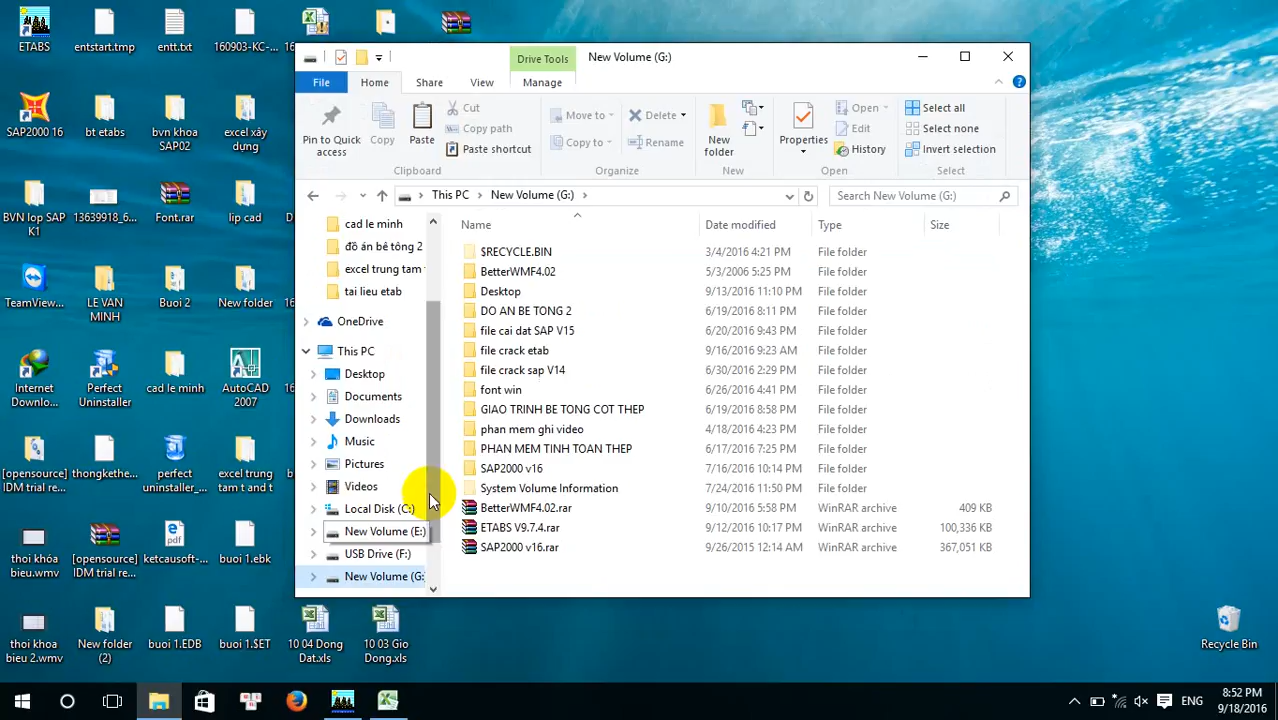 ETABS
entstart.tmp
entt.txt
160903-KC-...
SAP2000 16
bt etabs
bvn khoa
SAP02
excel xây
dựng
BVN lop SAP
K1
13639918_6...
Font.rar
lip cad
TeamView...
LE VAN
MINH
Buoi 2
New folder
Internet
Downlo...
Perfect
Uninstaller
cad le minh
AutoCAD
2007
[opensource]
IDM trial re...
thongkethe...
perfect
uninstaller_...
excel trung
tam t and t
thoi khóa
bieu.wmv
[opensource]
IDM trial re...
ketcausoft-...
buoi 1.ebk
thoi khoa
bieu 2.wmv
New folder
(2)
buoi 1.EDB
buoi 1.$ET
10 04 Dong
Dat.xls
10 03 Gio
Dong.xls
Recycle Bin
Drive Tools
New Volume (G:)
File
Home
Share
View
Manage
Pin to Quick
access
Copy
Paste
Cut
Copy path
Paste shortcut
Clipboard
Move to
Copy to
Delete
Rename
Organize
New
folder
New
Properties
Open
Edit
History
Open
Select all
Select none
Invert selection
Select
This PC
New Volume (G:)
Search New Volume (G:)
cad le minh
đồ án bê tông 2
excel trung tam
tai lieu etab
OneDrive
This PC
Desktop
Documents
Downloads
Music
Pictures
Videos
Local Disk (C:)
New Volume (E:)
USB Drive (F:)
New Volume (G:
Name Date modified Type Size
$RECYCLE.BIN 3/4/2016 4:21 PM File folder
BetterWMF4.02 5/3/2006 5:25 PM File folder
Desktop 9/13/2016 11:10 PM File folder
DO AN BE TONG 2 6/19/2016 8:11 PM File folder
file cai dat SAP V15 6/20/2016 9:43 PM File folder
file crack etab 9/16/2016 9:23 AM File folder
file crack sap V14 6/30/2016 2:29 PM File folder
font win 6/26/2016 4:41 PM File folder
GIAO TRINH BE TONG COT THEP 6/19/2016 8:58 PM File folder
phan mem ghi video 4/18/2016 4:23 PM File folder
PHAN MEM TINH TOAN THEP 6/17/2016 7:25 PM File folder
SAP2000 v16 7/16/2016 10:14 PM File folder
System Volume Information 7/24/2016 11:50 PM File folder
BetterWMF4.02.rar 9/10/2016 5:58 PM WinRAR archive 409 KB
ETABS V9.7.4.rar 9/12/2016 10:17 PM WinRAR archive 100,336 KB
SAP2000 v16.rar 9/26/2015 12:14 AM WinRAR archive 367,051 KB
ENG
8:52 PM
9/18/2016